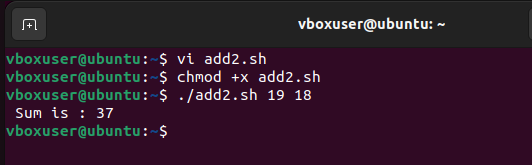 vboxuser@ubuntu: ~
vboxuser@ubuntu:~$ vi add2.sh
vboxuser@ubuntu:~$ chmod +x add2.sh
vboxuser@ubuntu:~$ ./add2.sh 19 18
 Sum is : 37
vboxuser@ubuntu:~$